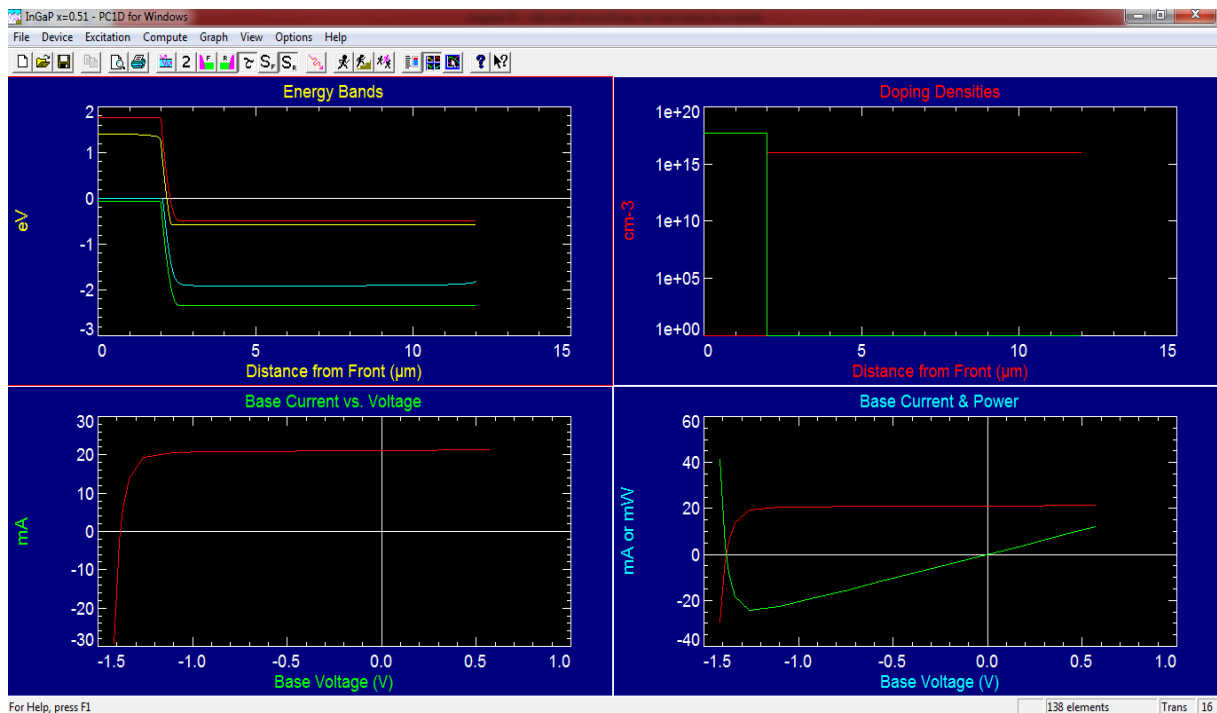 InGaP x=0.51 - PC1D for Windows
File Device Excitation Compute Graph View Options Help
2 F R S F S R ? ?
Energy Bands
2
1
0
-1
-2
-3
eV
0 5 10 15
Distance from Front (µm)
Doping Densities
1e+20
1e+15
1e+10
1e+05
1e+00
cm-3
0 5 10 15
Distance from Front (µm)
Base Current vs. Voltage
30
20
10
0
-10
-20
-30
mA
-1.5 -1.0 -0.5 0.0 0.5 1.0
Base Voltage (V)
Base Current & Power
60
40
20
0
-20
-40
mA or mW
-1.5 -1.0 -0.5 0.0 0.5 1.0
Base Voltage (V)
For Help, press F1
138 elements Trans 16